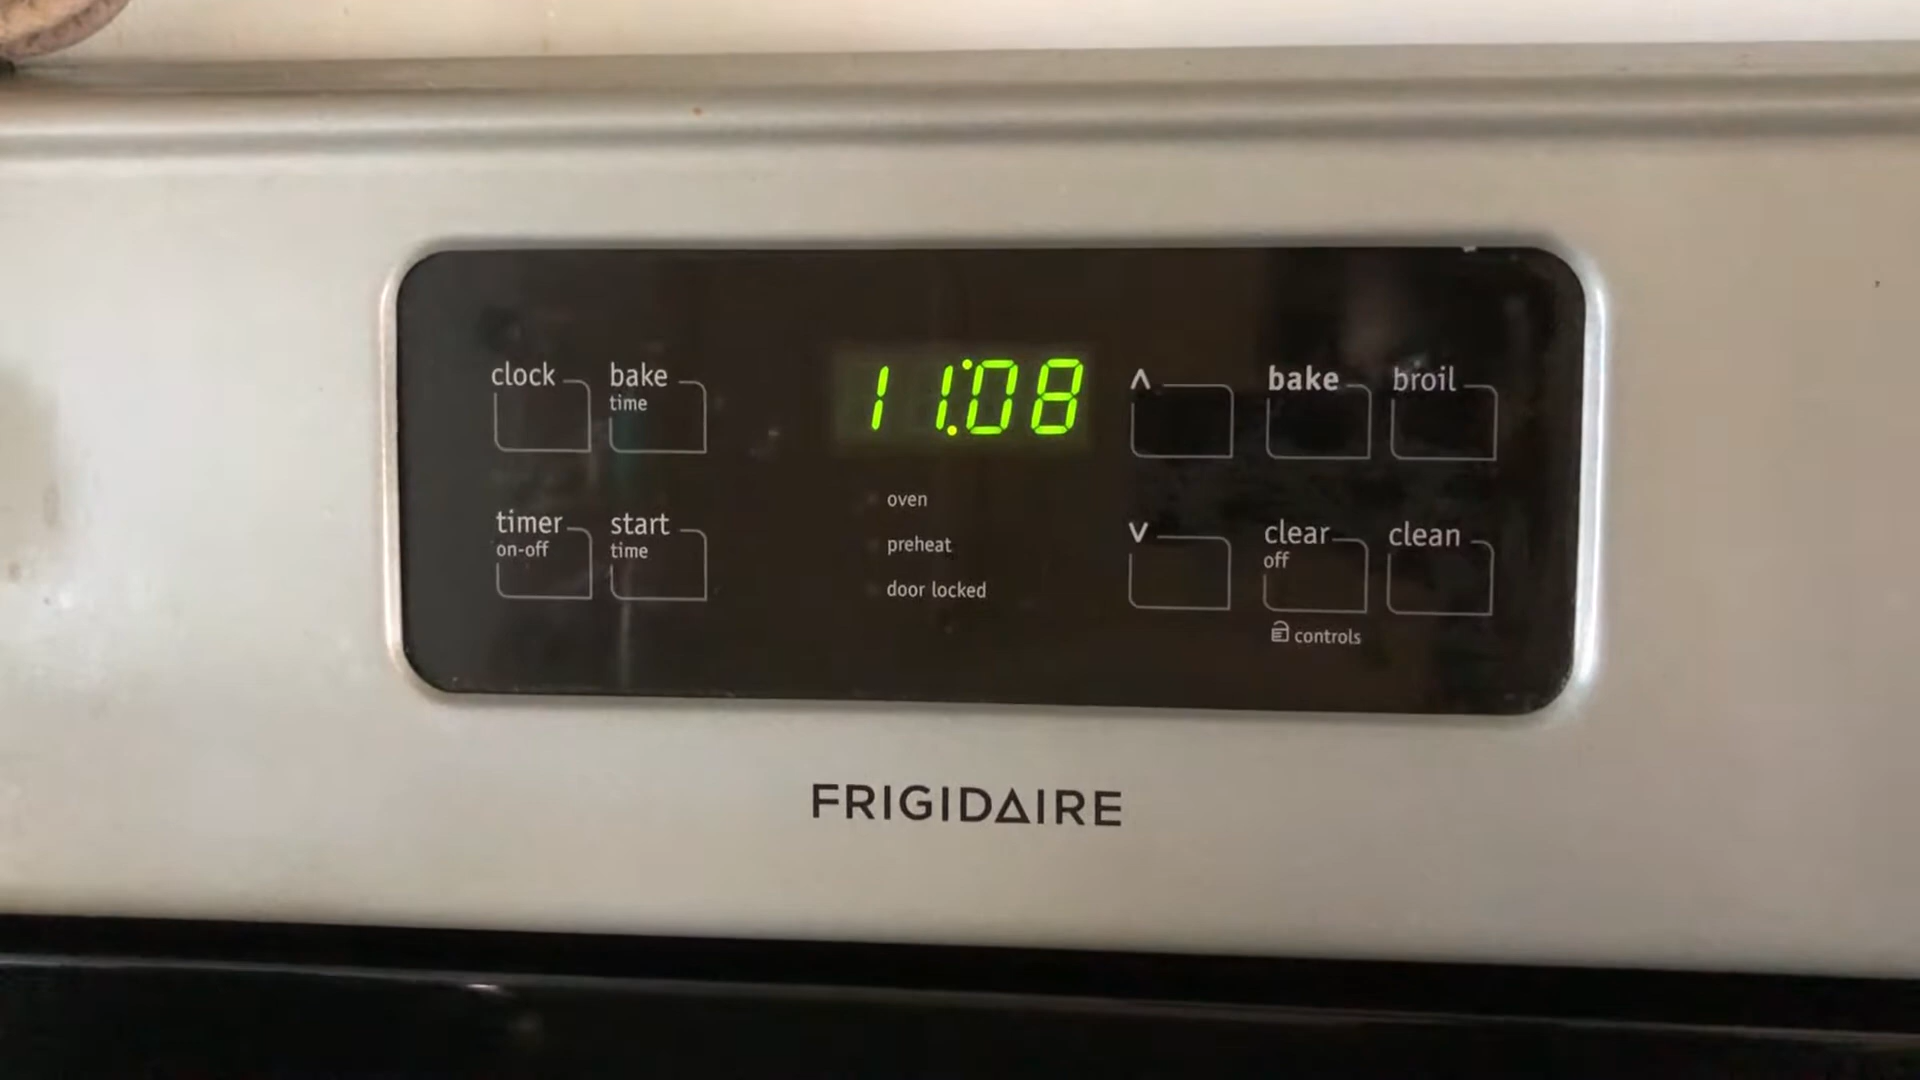 clock
bake
time
11:08
^
bake
broil
oven
preheat
door locked
timer
on-off
start
time
v
clear
off
clean
controls
FRIGIDAIRE